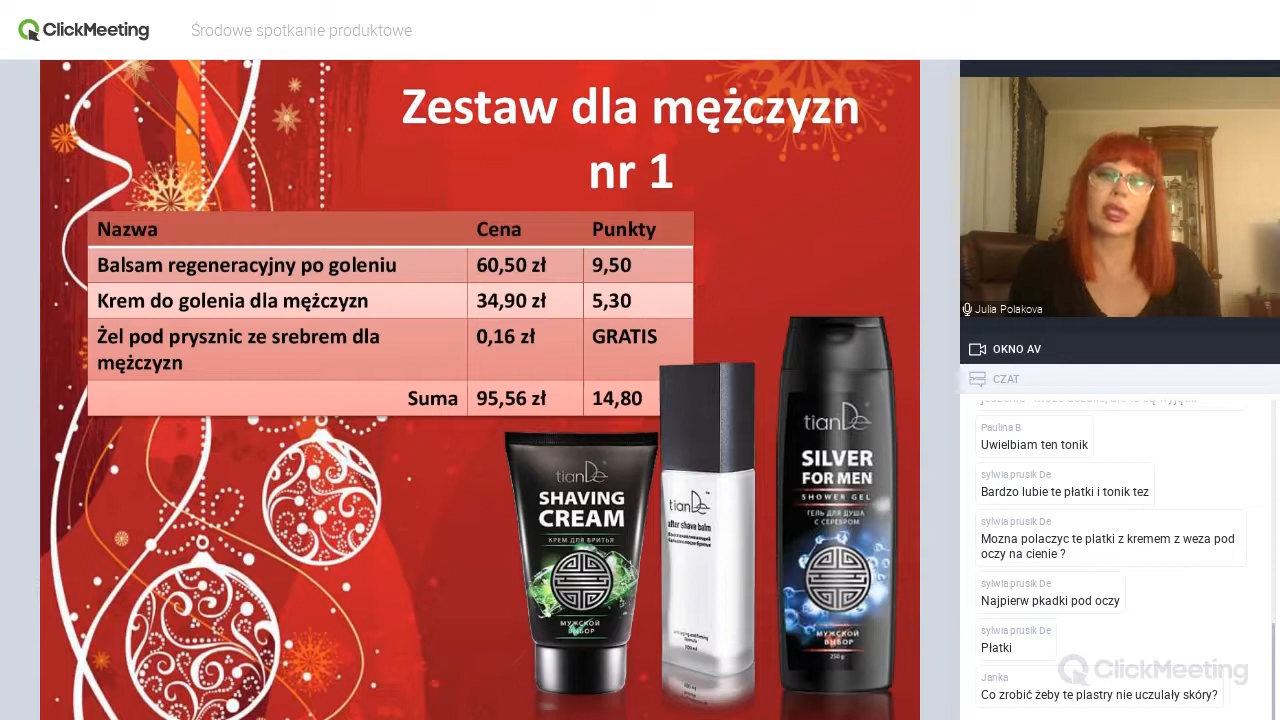 ClickMeeting
Środowe spotkanie produktowe
Zestaw dla mężczyzn
nr 1
Nazwa Cena Punkty
Balsam regeneracyjny po goleniu 60,50 zł 9,50
Krem do golenia dla mężczyzn 34,90 zł 5,30
Żel pod prysznic ze srebrem dla 0,16 zł GRATIS
mężczyzn
Suma 95,56 zł 14,80
tianDe
SHAVING
CREAM
КРЕМ ДЛЯ БРИТЬЯ
МУЖСКОЙ
ВЫБОР
tianDe
after shave balm
100 ml
tianDe
SILVER
FOR MEN
SHOWER GEL
ГЕЛЬ ДЛЯ ДУША
С СЕРЕБРОМ
МУЖСКОЙ
ВЫБОР
250 g
Julia Polakova
OKNO AV
CZAT
Paulina B
Uwielbiam ten tonik
sylwia prusik De
Bardzo lubie te płatki i tonik tez
sylwia prusik De
Mozna polaczyc te platki z kremem z weza pod
oczy na cienie ?
sylwia prusik De
Najpierw pkadki pod oczy
sylwia prusik De
Płatki
Janka
Co zrobić żeby te plastry nie uczulały skóry?
ClickMeeting